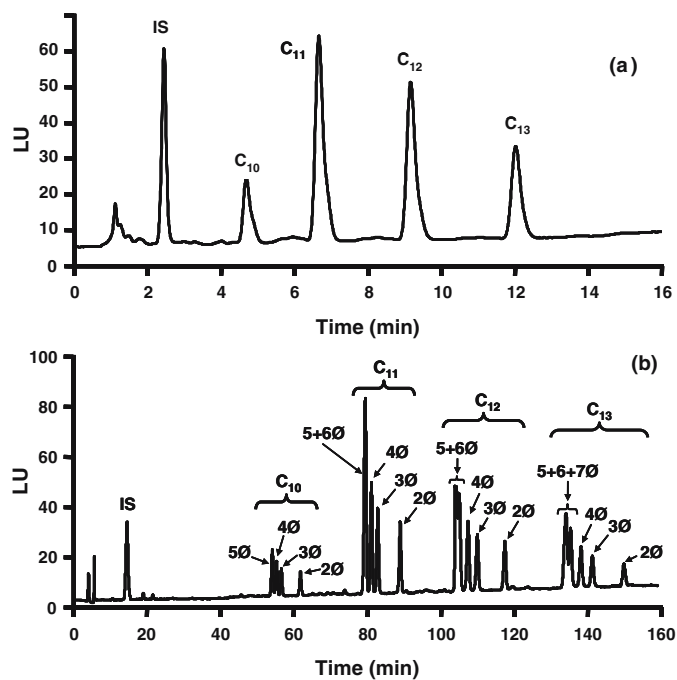 IS
C₁₁
C₁₂
(a)
C₁₃
C₁₀
LU
60
50
40
30
20
10
0
0 2 4 6 8 10 12 14 16
Time (min)
(b)
C₁₁
C₁₂
C₁₃
5+6Ø
4Ø
3Ø
2Ø
5+6Ø
4Ø
3Ø
2Ø
5+6+7Ø
4Ø
3Ø
2Ø
IS
C₁₀
5Ø
4Ø
3Ø
2Ø
LU
100
80
60
40
20
0
0 20 40 60 80 100 120 140 160
Time (min)